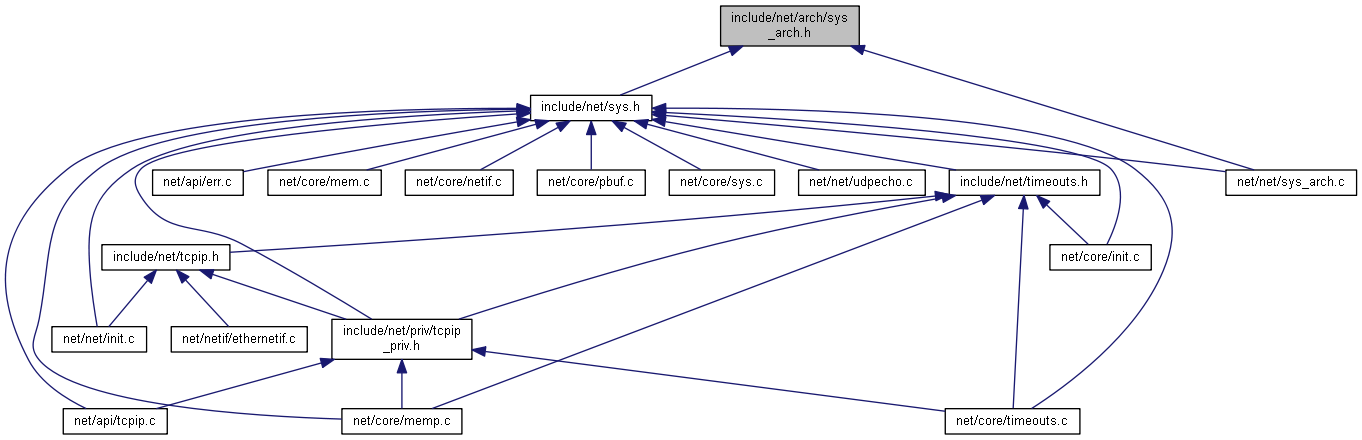 include/net/arch/sys
_arch.h
include/net/sys.h
net/api/err.c
net/core/mem.c
net/core/netif.c
net/core/pbuf.c
net/core/sys.c
net/net/udpecho.c
include/net/timeouts.h
net/net/sys_arch.c
include/net/tcpip.h
net/core/init.c
net/net/init.c
net/netif/ethernetif.c
include/net/priv/tcpip
_priv.h
net/api/tcpip.c
net/core/memp.c
net/core/timeouts.c